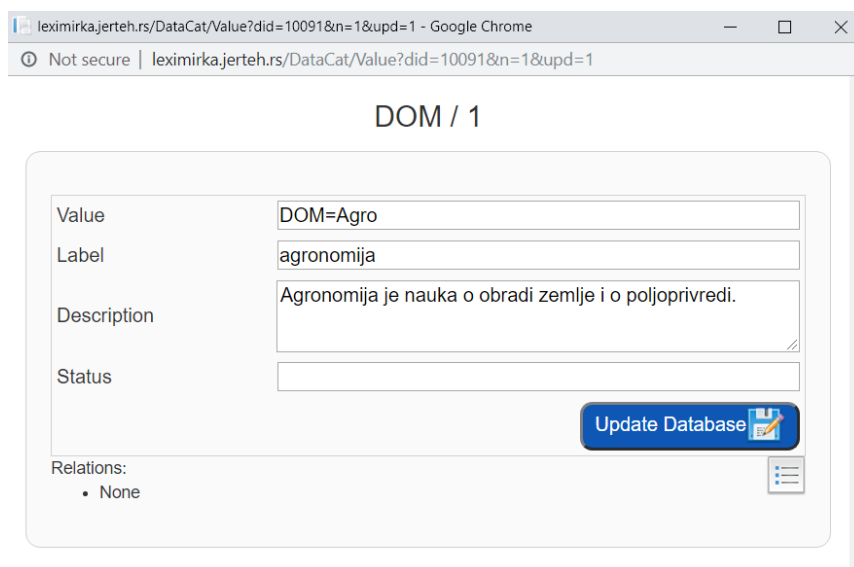 leximirka.jerteh.rs/DataCat/Value?did=10091&n=1&upd=1 - Google Chrome
Not secure | leximirka.jerteh.rs/DataCat/Value?did=10091&n=1&upd=1
DOM / 1
Value DOM=Agro
Label agronomija
Description Agronomija je nauka o obradi zemlje i o poljoprivredi.
Status
Update Database
Relations:
• None